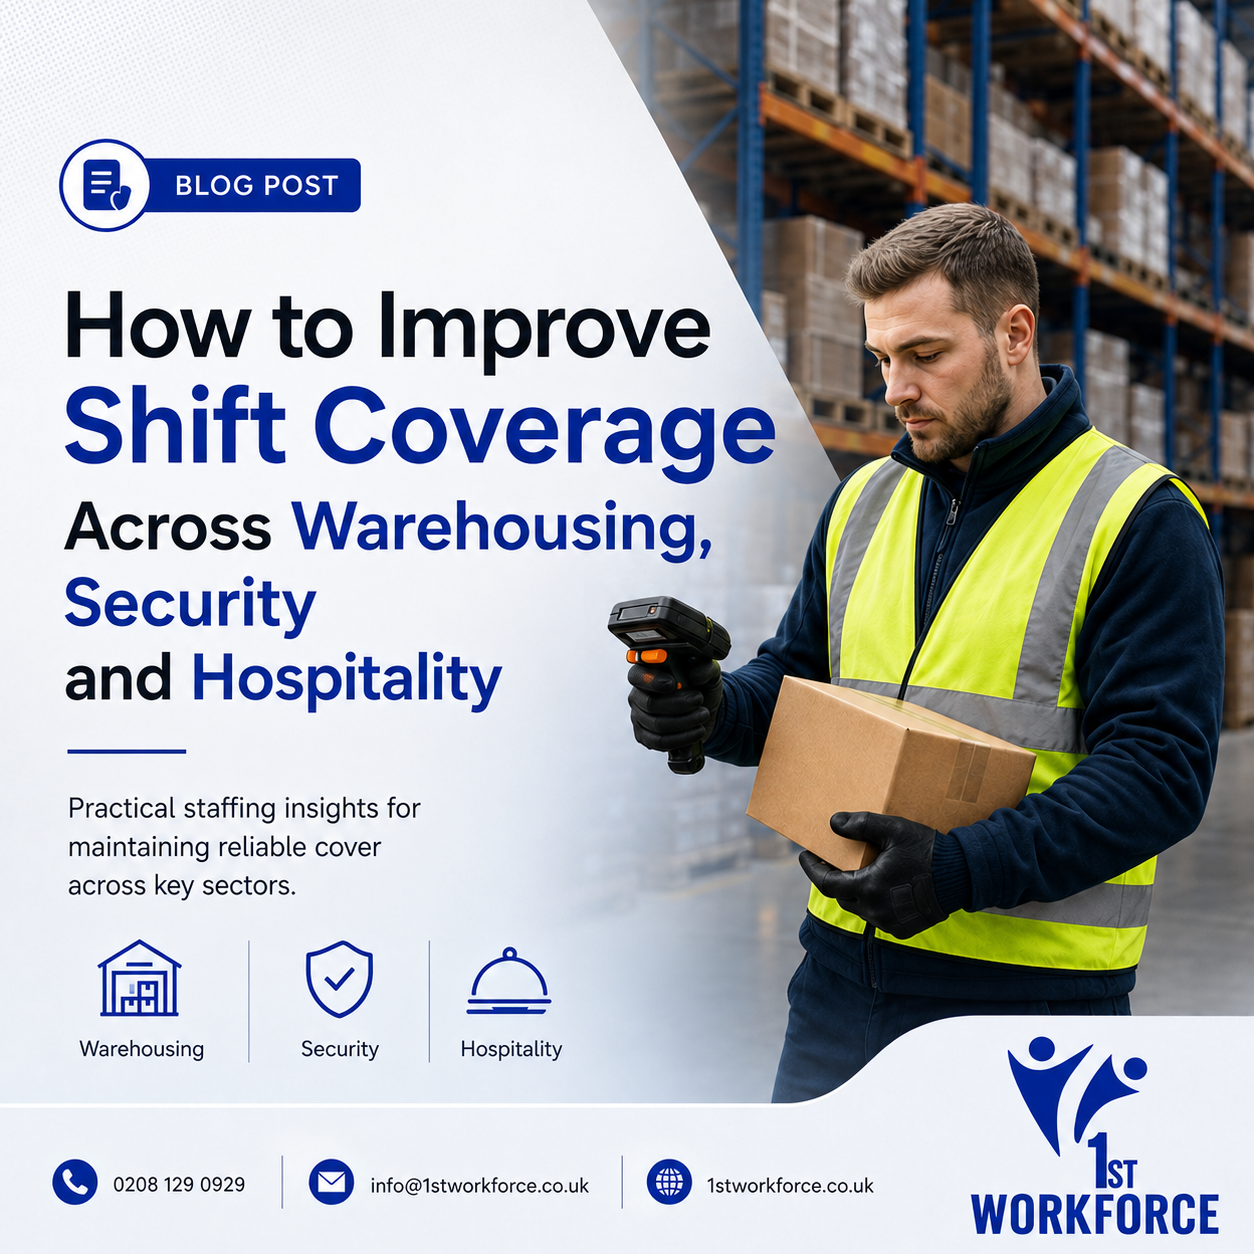 BLOG POST
How to Improve
Shift Coverage
Across Warehousing,
Security
and Hospitality
Practical staffing insights for
maintaining reliable cover
across key sectors.
Warehousing
Security
Hospitality
0208 129 0929
info@1stworkforce.co.uk
1stworkforce.co.uk
1ST
WORKFORCE